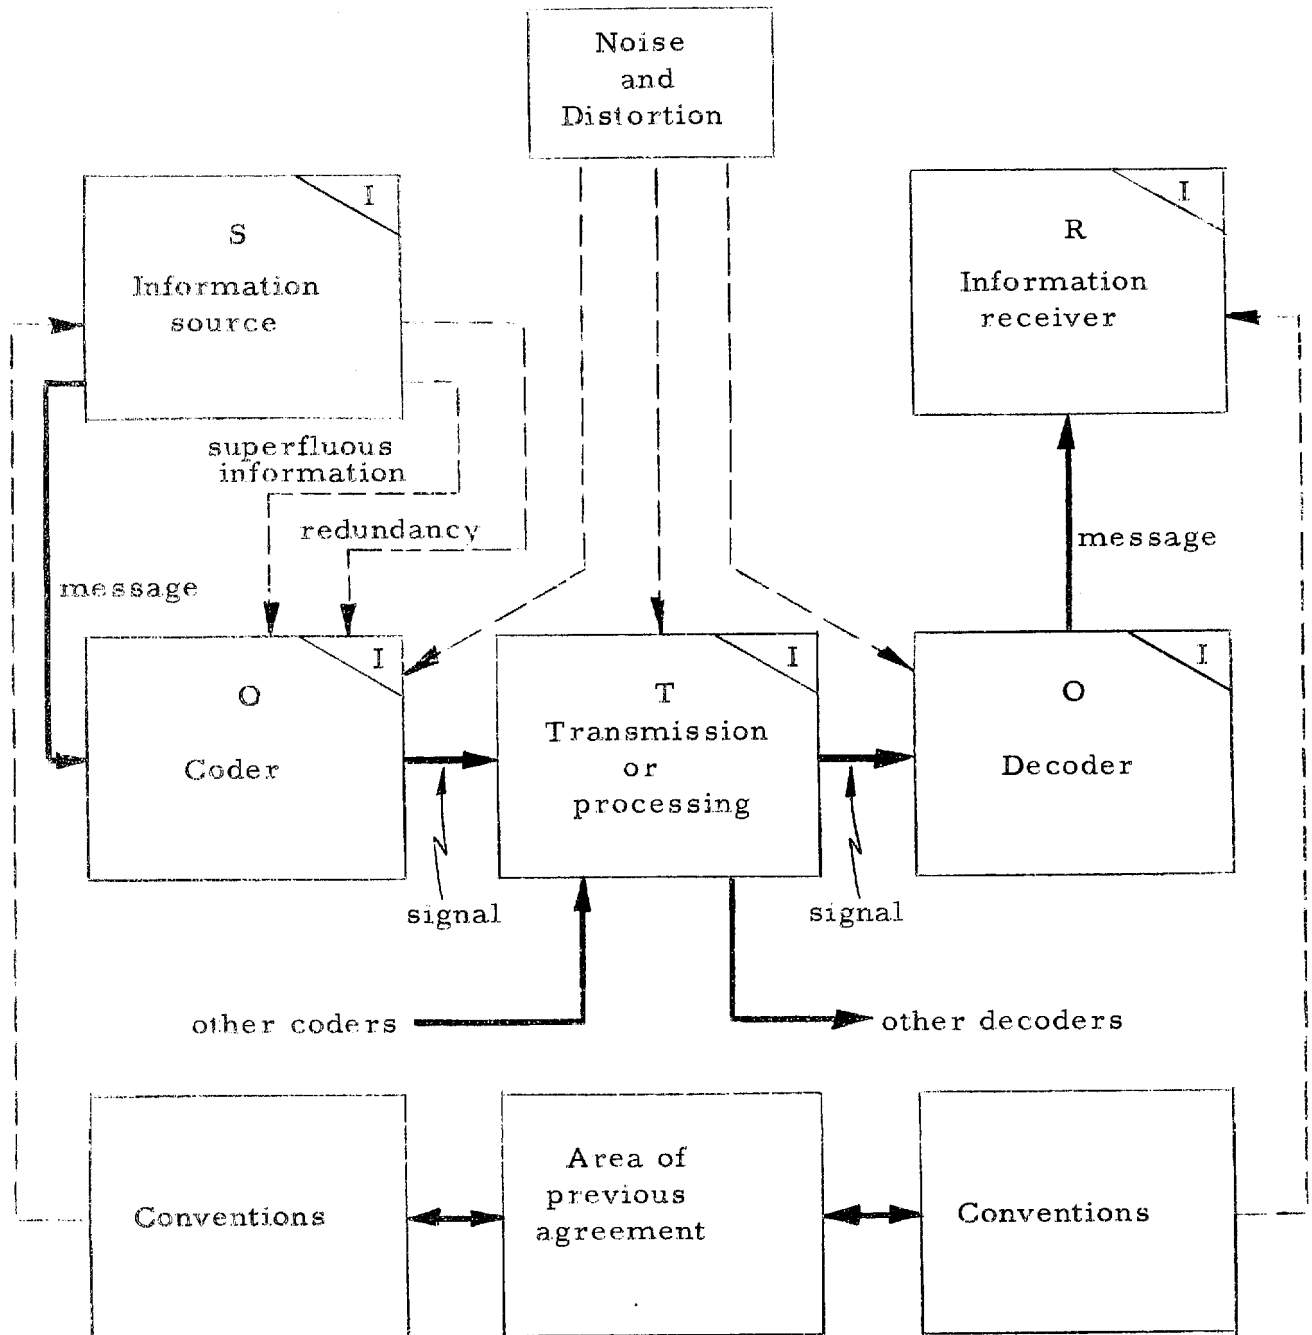 Noise
and
Distortion
I
S
Information
source
I
R
Information
receiver
superfluous
information
redundancy
message
message
I
O
Coder
I
T
Transmission
or
processing
I
O
Decoder
signal
signal
other coders
other decoders
Conventions
Area of
previous
agreement
Conventions